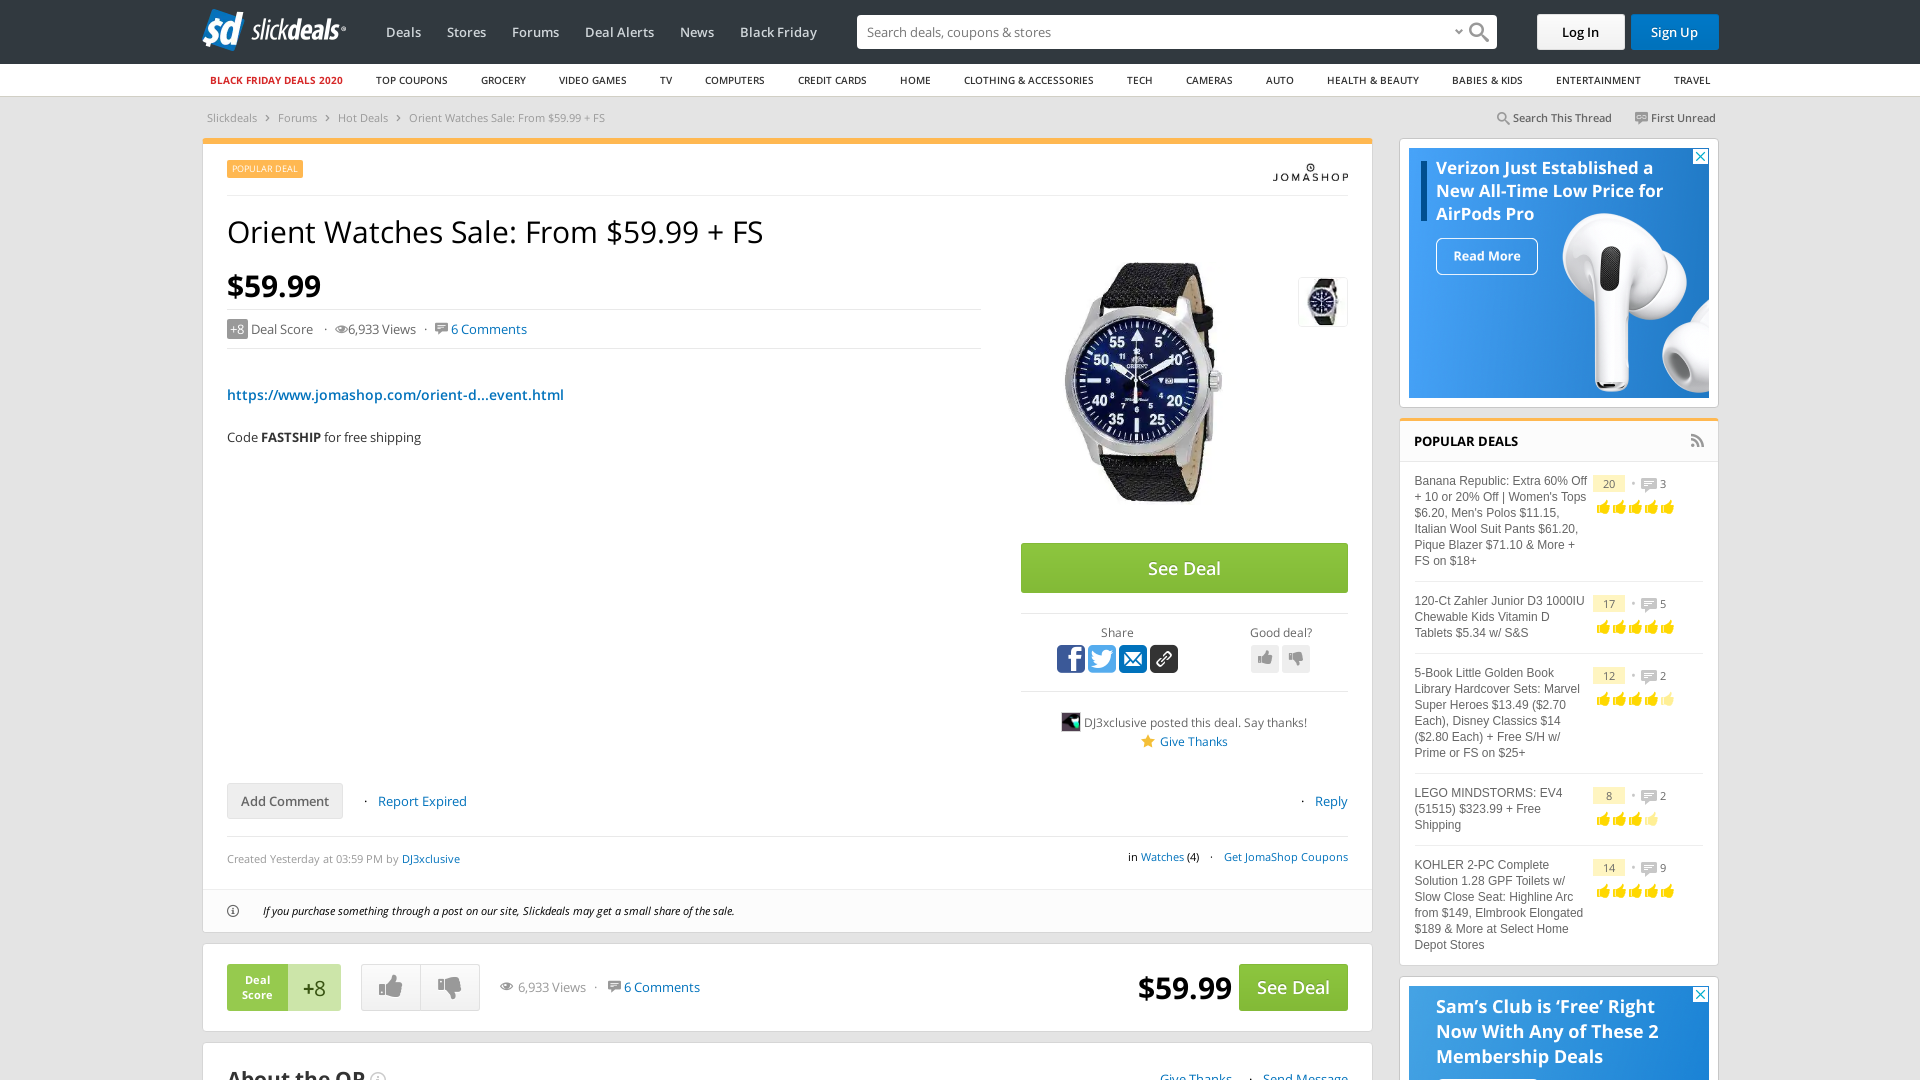 sd slickdeals
Deals Stores Forums Deal Alerts News Black Friday
Search deals, coupons & stores
Log In Sign Up
BLACK FRIDAY DEALS 2020 TOP COUPONS GROCERY VIDEO GAMES TV COMPUTERS CREDIT CARDS HOME CLOTHING & ACCESSORIES TECH CAMERAS AUTO HEALTH & BEAUTY BABIES & KIDS ENTERTAINMENT TRAVEL
Slickdeals > Forums > Hot Deals > Orient Watches Sale: From $59.99 + FS
Search This Thread First Unread
POPULAR DEAL
JOMASHOP
Orient Watches Sale: From $59.99 + FS
$59.99
+8 Deal Score · 6,933 Views · 6 Comments
https://www.jomashop.com/orient-d...event.html
Code FASTSHIP for free shipping
See Deal
Share
Good deal?
DJ3xclusive posted this deal. Say thanks!
Give Thanks
Add Comment · Report Expired
· Reply
Created Yesterday at 03:59 PM by DJ3xclusive
in Watches (4) · Get JomaShop Coupons
If you purchase something through a post on our site, Slickdeals may get a small share of the sale.
Deal
Score
+8
6,933 Views · 6 Comments
$59.99
See Deal
About the OP
Give Thanks · Send Message
Verizon Just Established a
New All-Time Low Price for
AirPods Pro
Read More
POPULAR DEALS
Banana Republic: Extra 60% Off
+ 10 or 20% Off | Women's Tops
$6.20, Men's Polos $11.15,
Italian Wool Suit Pants $61.20,
Pique Blazer $71.10 & More +
FS on $18+
20 · 3
120-Ct Zahler Junior D3 1000IU
Chewable Kids Vitamin D
Tablets $5.34 w/ S&S
17 · 5
5-Book Little Golden Book
Library Hardcover Sets: Marvel
Super Heroes $13.49 ($2.70
Each), Disney Classics $14
($2.80 Each) + Free S/H w/
Prime or FS on $25+
12 · 2
LEGO MINDSTORMS: EV4
(51515) $323.99 + Free
Shipping
8 · 2
KOHLER 2-PC Complete
Solution 1.28 GPF Toilets w/
Slow Close Seat: Highline Arc
from $149, Elmbrook Elongated
$189 & More at Select Home
Depot Stores
14 · 9
Sam's Club is 'Free' Right
Now With Any of These 2
Membership Deals